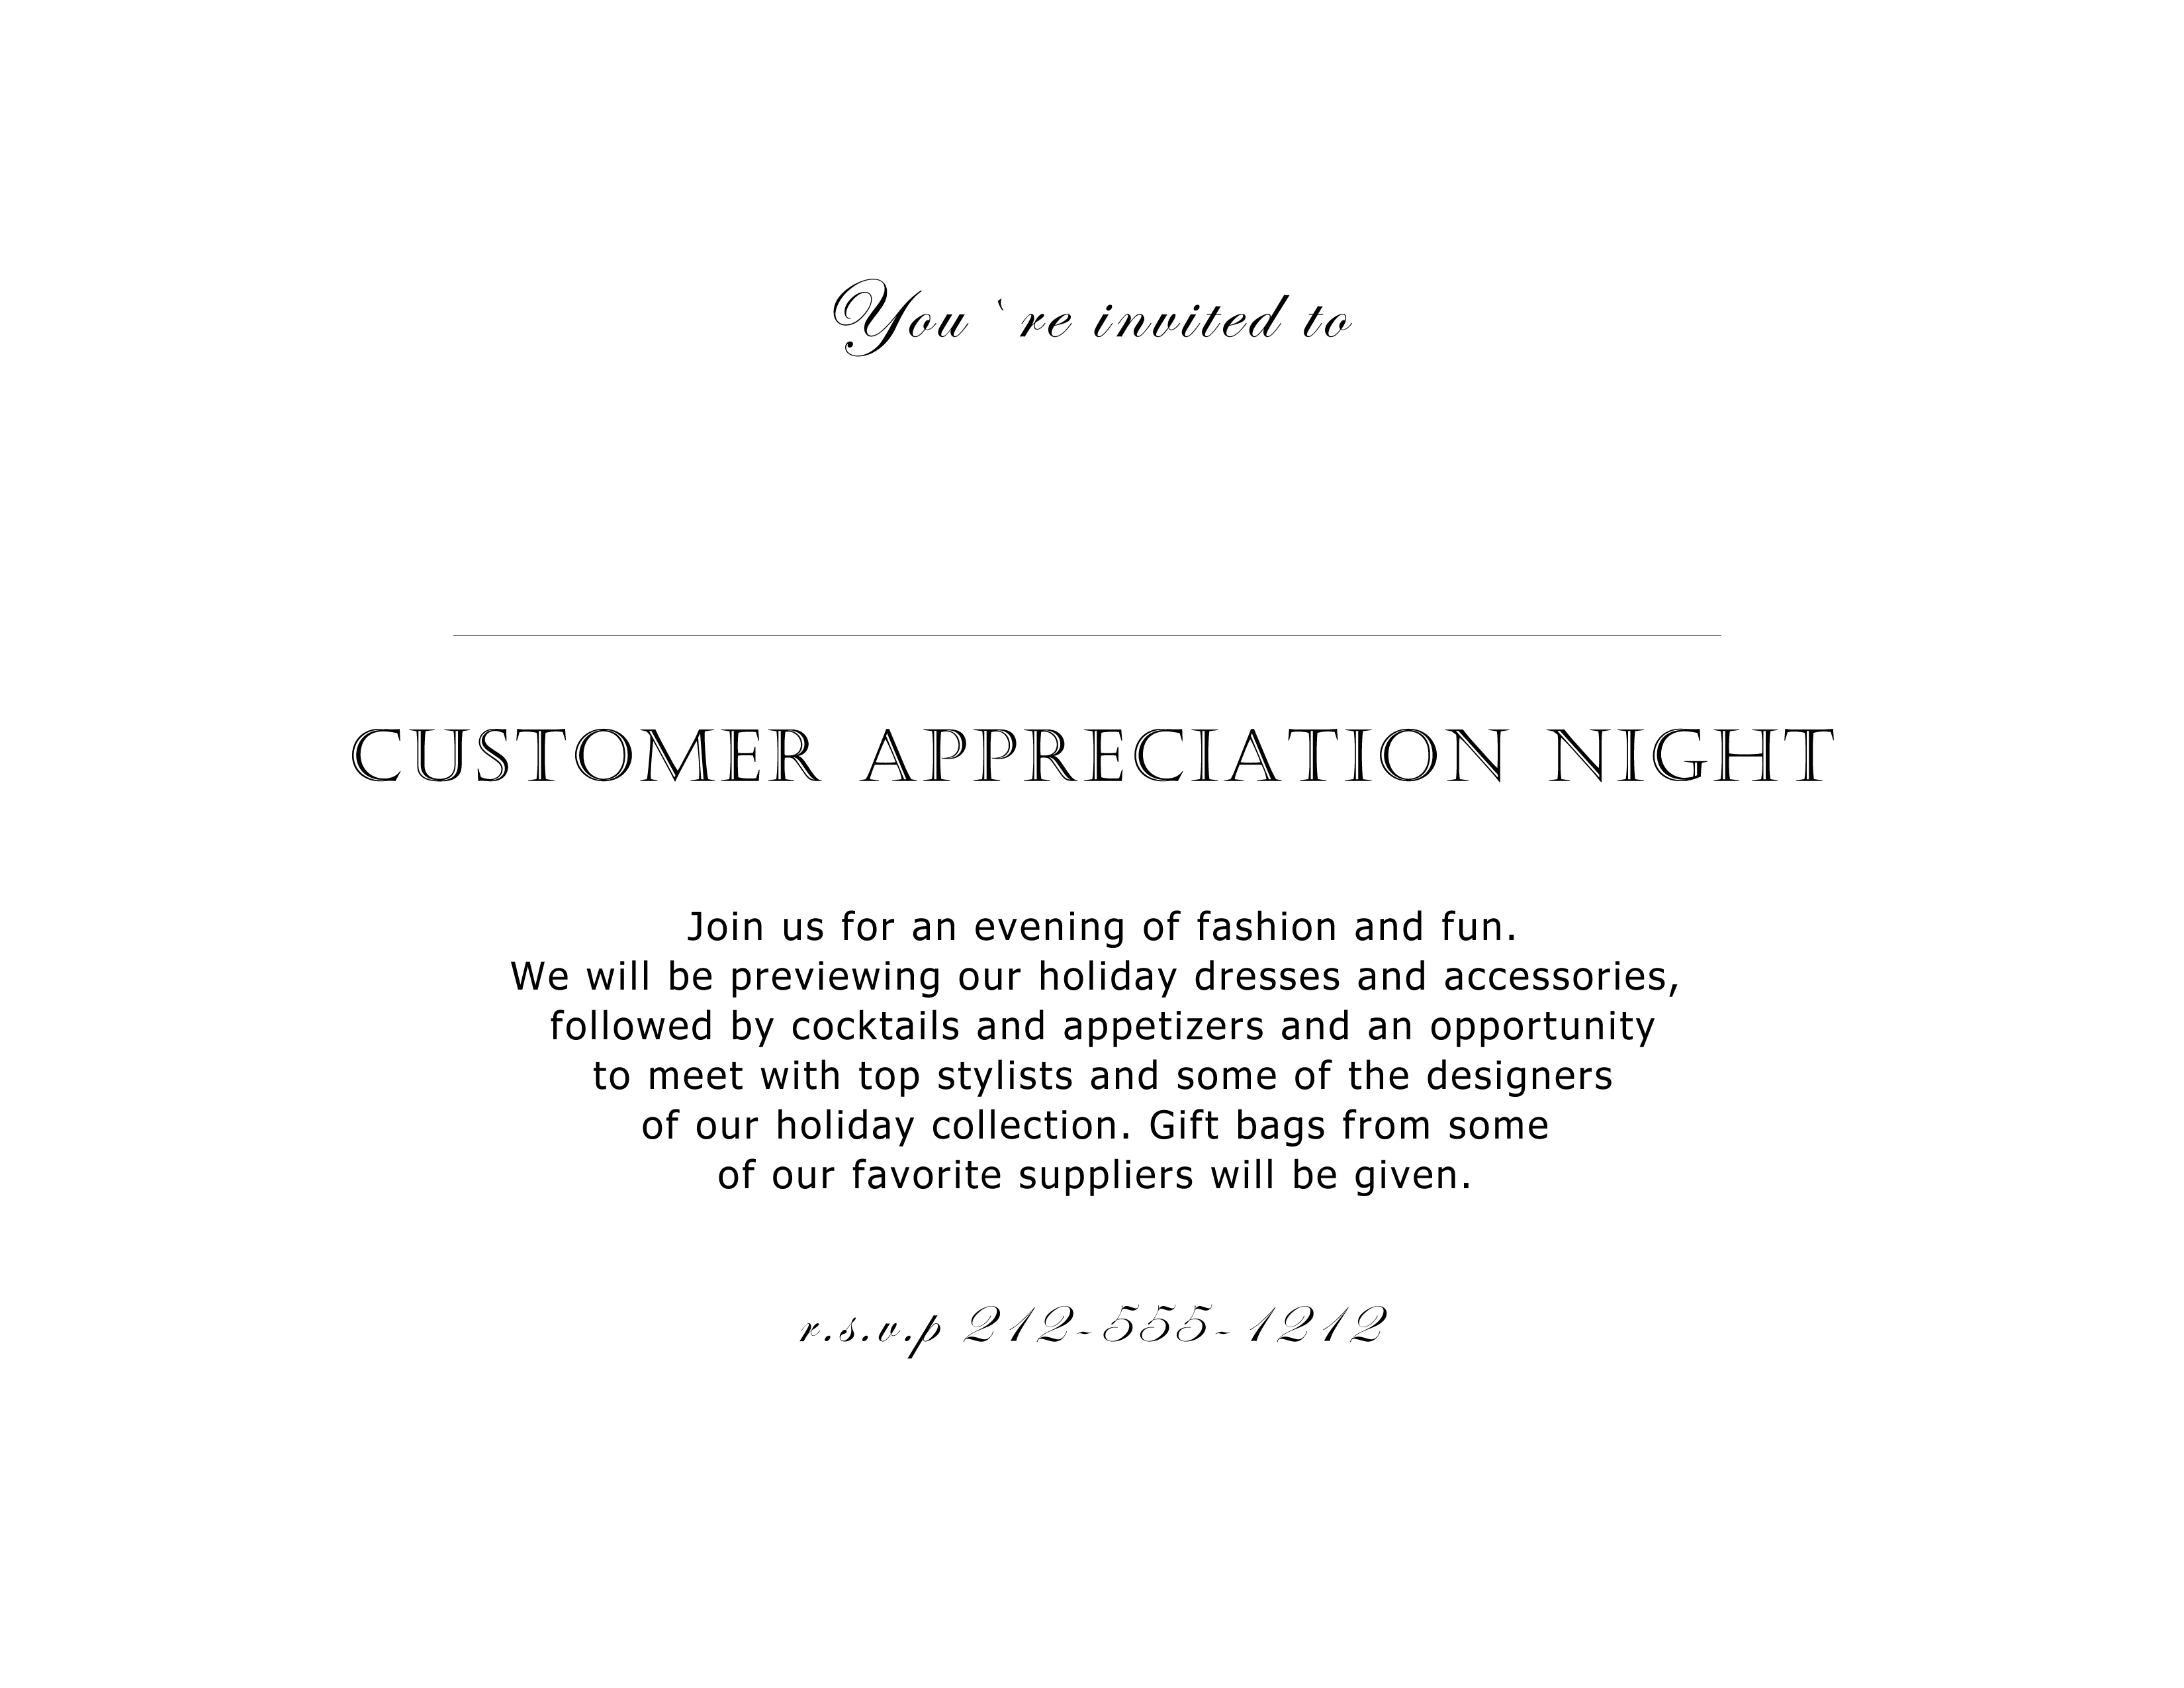 You ‵re invited to
CUSTOMER APPRECIATION NIGHT
Join us for an evening of fashion and fun.
We will be previewing our holiday dresses and accessories,
followed by cocktails and appetizers and an opportunity
to meet with top stylists and some of the designers
of our holiday collection. Gift bags from some
of our favorite suppliers will be given.
r.s.v.p 212-555-1212